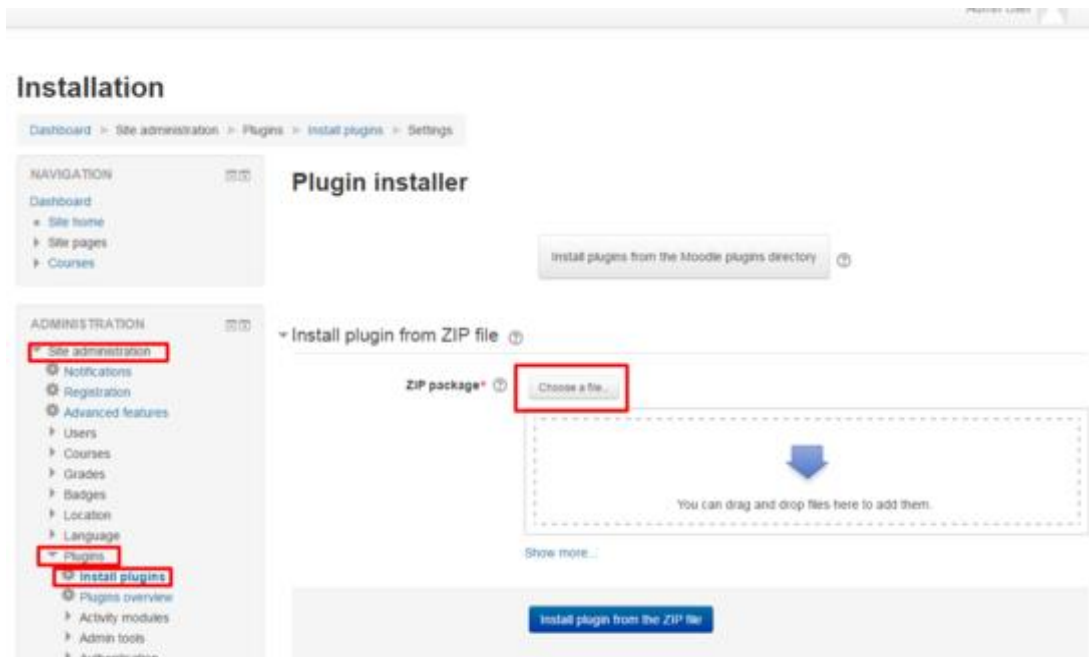 Admin User
Installation
Dashboard Site administration Plugins Install plugins Settings
NAVIGATION
Dashboard
Site home
Site pages
Courses
ADMINISTRATION
Site administration
Notifications
Registration
Advanced features
Users
Courses
Grades
Badges
Location
Language
Plugins
Install plugins
Plugins overview
Activity modules
Admin tools
Authentication
Plugin installer
Install plugins from the Moodle plugins directory
Install plugin from ZIP file
ZIP package*
Choose a file...
You can drag and drop files here to add them.
Show more...
Install plugin from the ZIP file